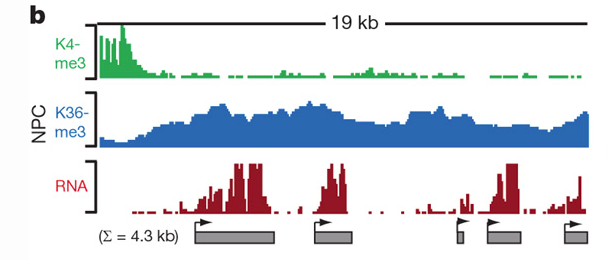 b
19 kb
K4-
me3
NPC
K36-
me3
RNA
(Σ = 4.3 kb)